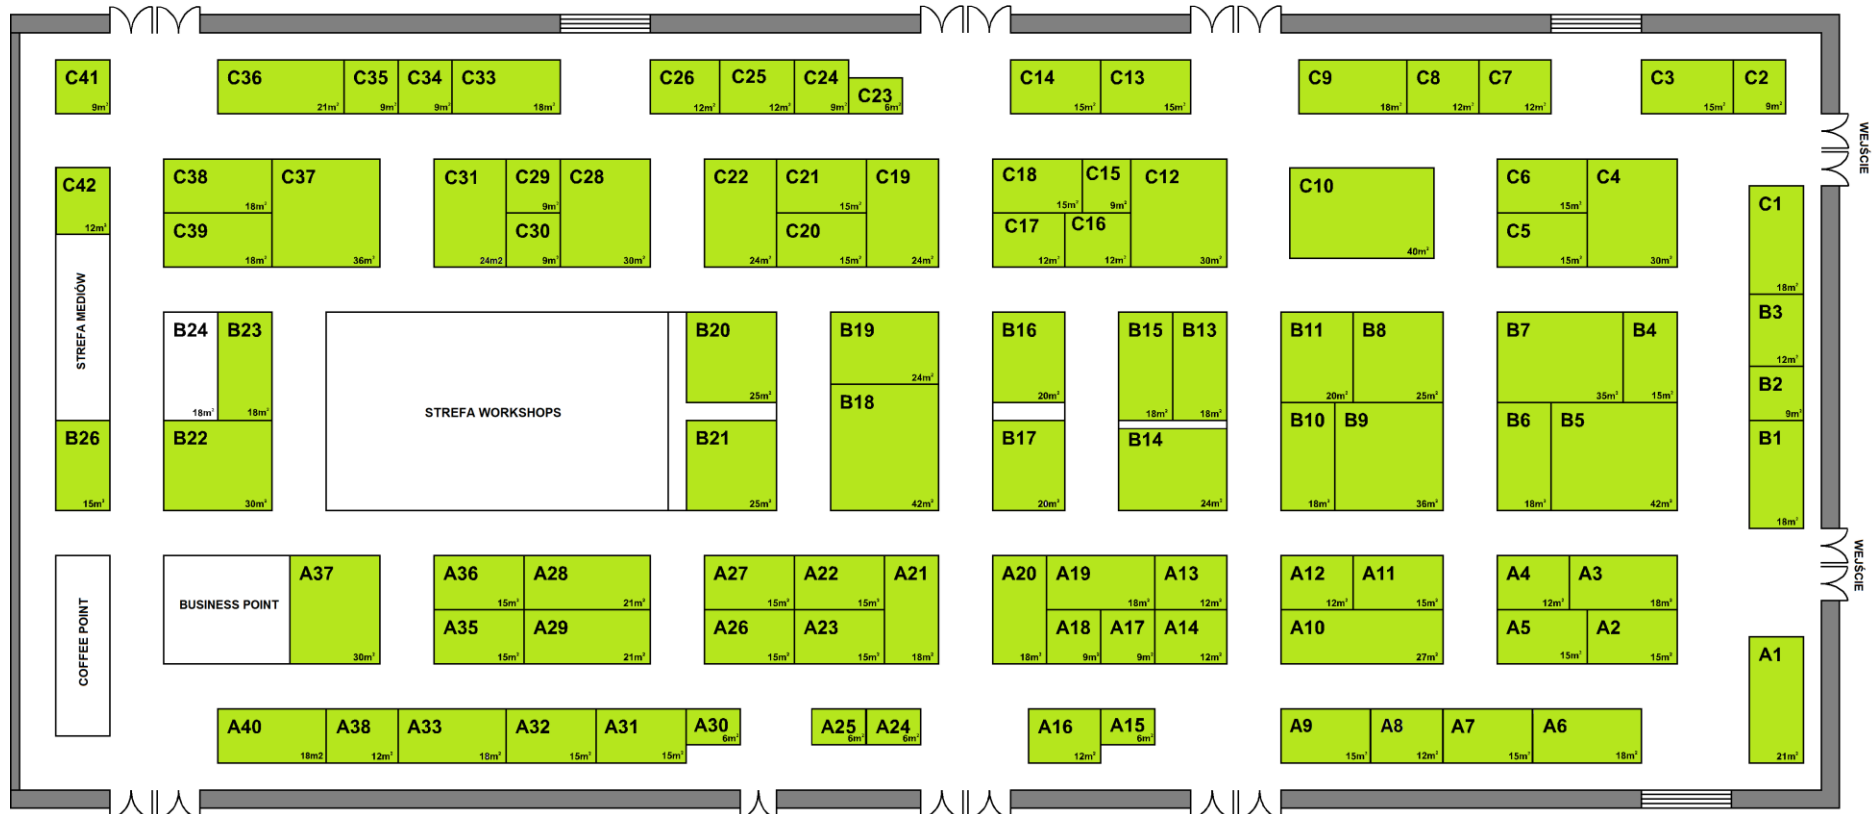 C41
9m²
C36
21m²
C35
9m²
C34
9m²
C33
18m²
C26
12m²
C25
12m²
C24
9m²
C23
6m²
C14
15m²
C13
15m²
C9
18m²
C8
12m²
C7
12m²
C3
15m²
C2
9m²
WEJŚCIE
C42
12m²
C38
18m²
C37
36m²
C39
18m²
C31
24m2
C29
9m²
C28
30m²
C30
9m²
C22
24m²
C21
15m²
C19
24m²
C20
15m²
C18
15m²
C15
9m²
C12
30m²
C17
12m²
C16
12m²
C10
40m²
C6
15m²
C4
30m²
C5
15m²
C1
18m²
STREFA MEDIÓW
B24
18m²
B23
18m²
B22
30m²
B26
15m²
STREFA WORKSHOPS
B20
25m²
B21
25m²
B19
24m²
B18
42m²
B16
20m²
B17
20m²
B15
18m²
B13
18m²
B14
24m²
B11
20m²
B8
25m²
B10
18m²
B9
36m²
B7
35m²
B4
15m²
B6
18m²
B5
42m²
B3
12m²
B2
9m²
B1
18m²
WEJŚCIE
COFFEE POINT
BUSINESS POINT
A37
30m²
A36
15m²
A28
21m²
A35
15m²
A29
21m²
A27
15m²
A22
15m²
A21
18m²
A26
15m²
A23
15m²
A20
18m²
A19
18m²
A13
12m²
A18
9m²
A17
9m²
A14
12m²
A12
12m²
A11
15m²
A10
27m²
A4
12m²
A3
18m²
A5
15m²
A2
15m²
A1
21m²
A40
18m2
A38
12m²
A33
18m²
A32
15m²
A31
15m²
A30
6m²
A25
6m²
A24
6m²
A16
12m²
A15
6m²
A9
15m²
A8
12m²
A7
15m²
A6
18m²